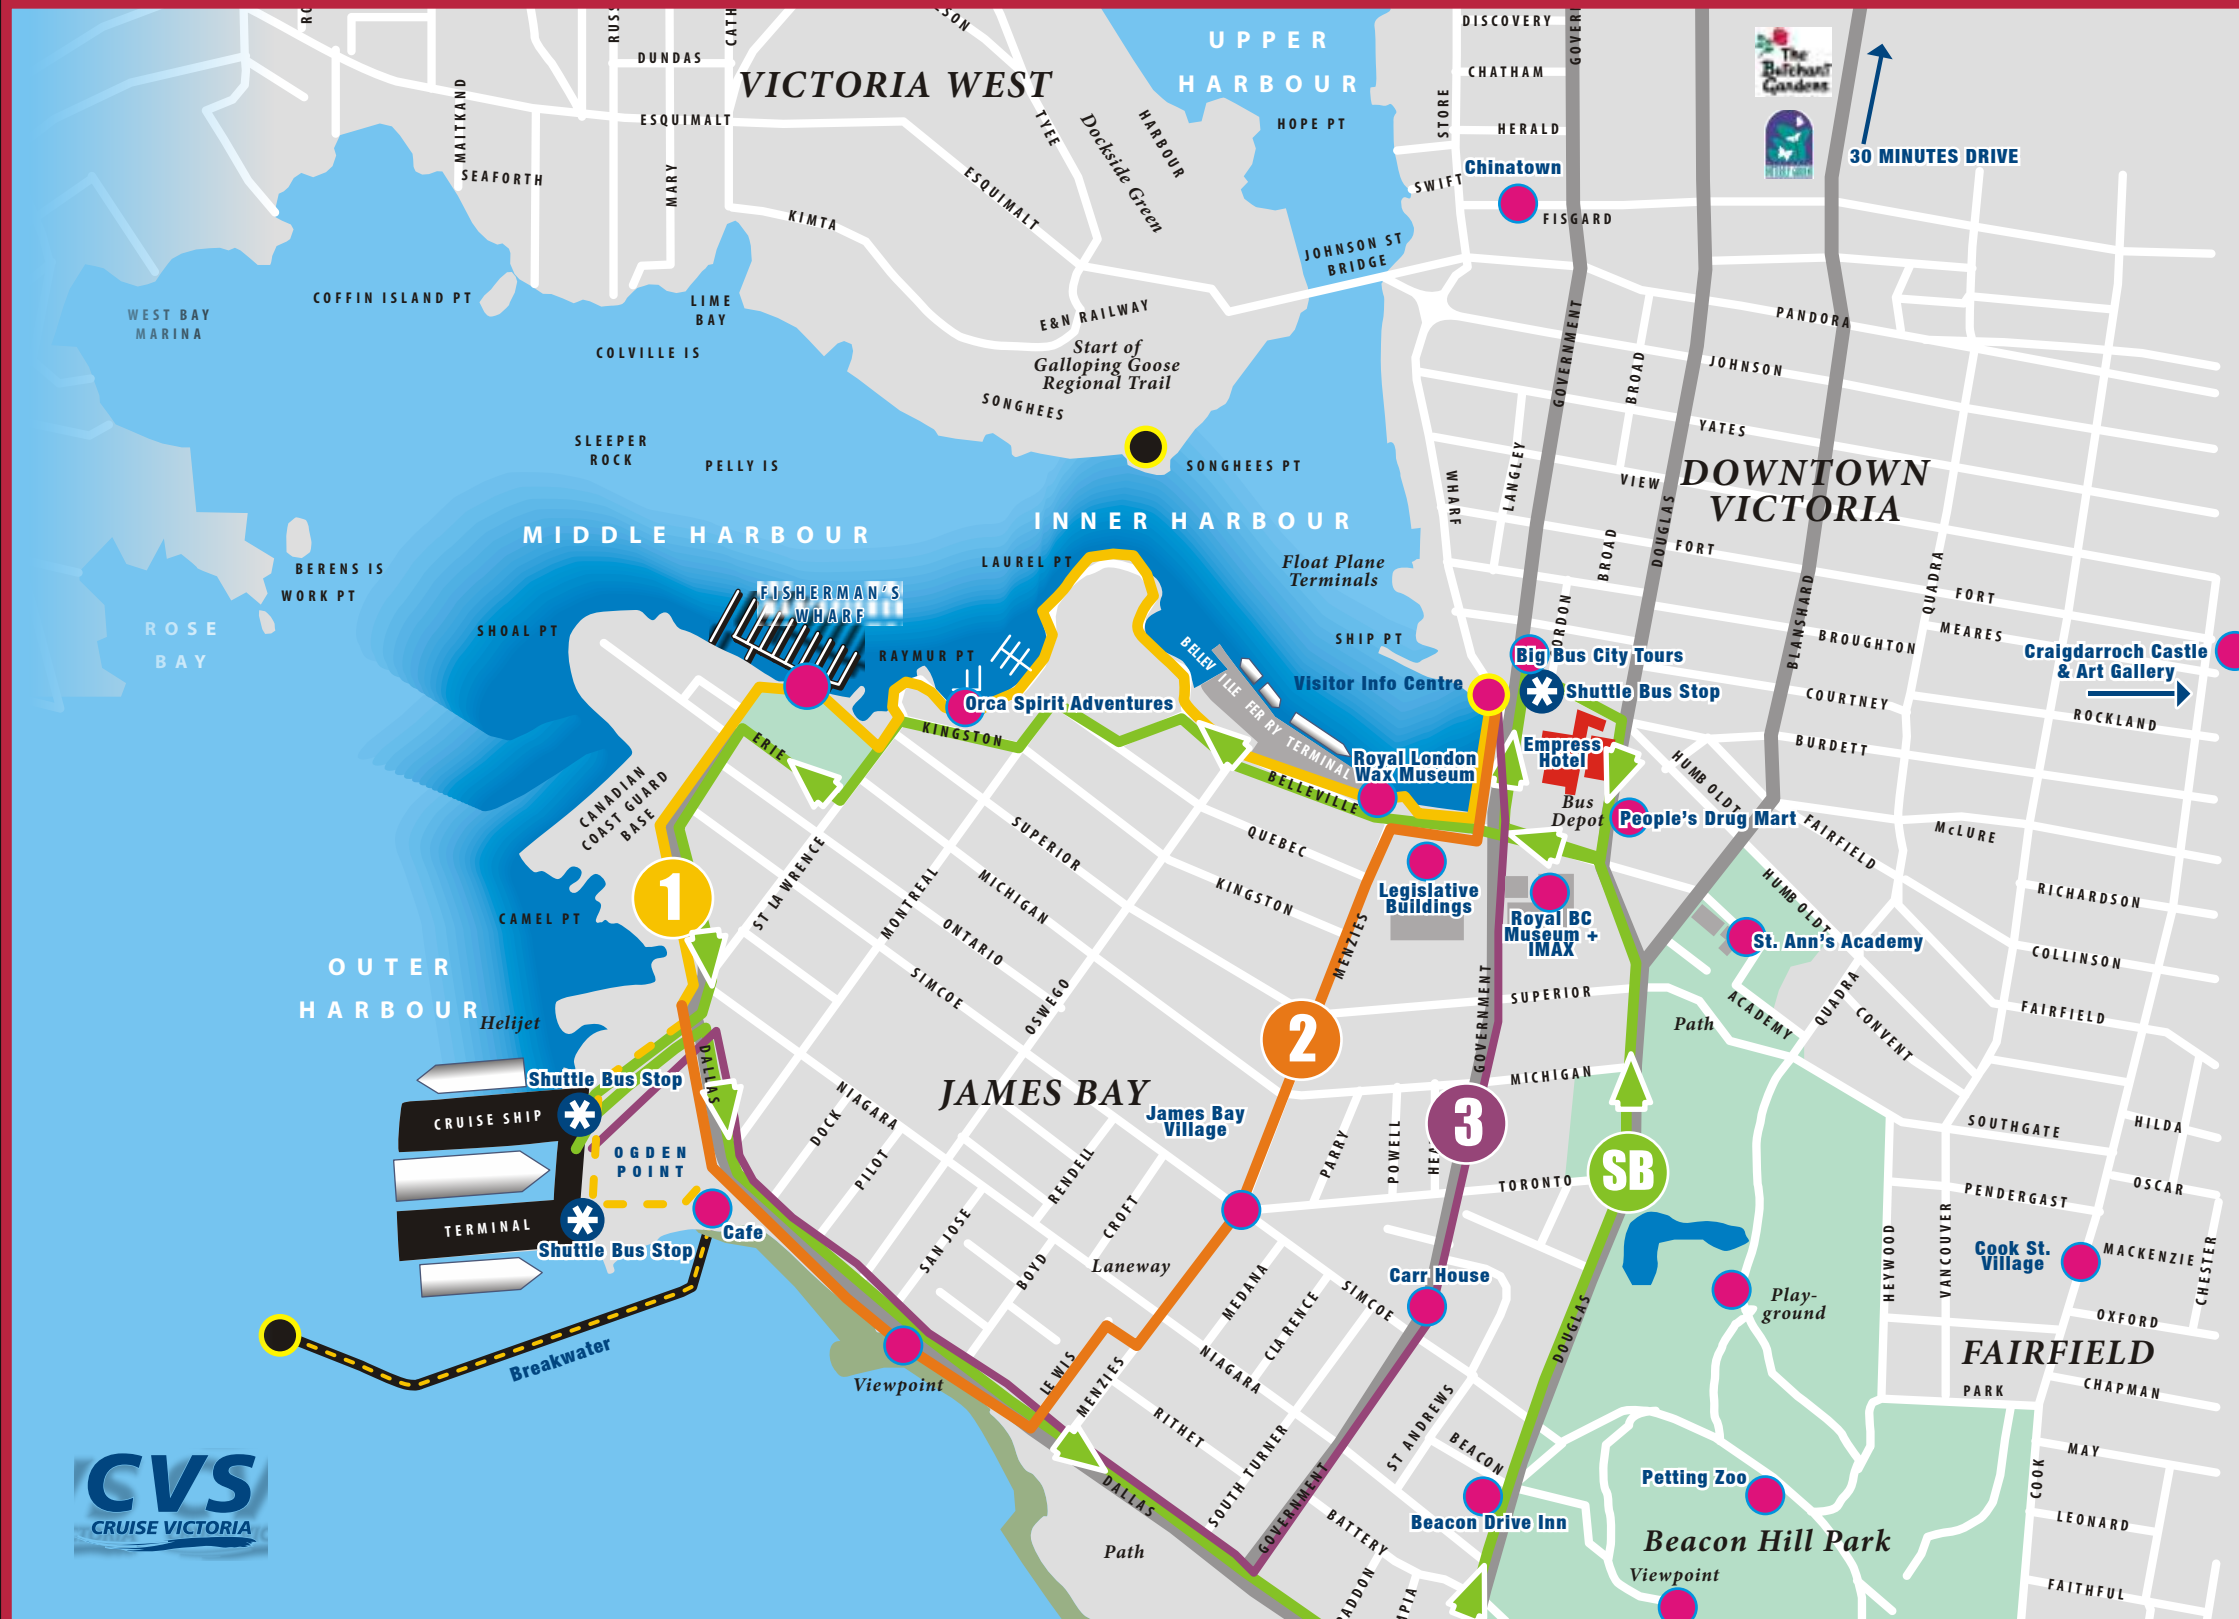 DISCOVERY
UPPER
HARBOUR
DUNDAS
VICTORIA WEST
CHATHAM
The
Butchart
Gardens
MAITKAND
ESQUIMALT
TYEE
Dockside Green
HARBOUR
HOPE PT
STORE
HERALD
30 MINUTES DRIVE
SEAFORTH
MARY
ESQUIMALT
Chinatown
SWIFT
KIMTA
FISGARD
JOHNSON ST
BRIDGE
COFFIN ISLAND PT
LIME
BAY
WEST BAY
MARINA
E&N RAILWAY
GOVERNMENT
PANDORA
COLVILLE IS
Start of
Galloping Goose
Regional Trail
BROAD
JOHNSON
SONGHEES
YATES
SLEEPER
ROCK
PELLY IS
SONGHEES PT
WHARF
LANGLEY
VIEW
DOWNTOWN
VICTORIA
MIDDLE HARBOUR
INNER HARBOUR
DOUGLAS
BROAD
FORT
LAUREL PT
Float Plane
Terminals
BERENS IS
WORK PT
FISHERMAN'S
WHARF
BLANSHARD
QUADRA
FORT
ROSE
BAY
SHOAL PT
SHIP PT
BROUGHTON
MEARES
RAYMUR PT
Big Bus City Tours
Craigdarroch Castle
& Art Gallery
BELLEVILLE FERRY TERMINAL
Visitor Info Centre
Shuttle Bus Stop
COURTNEY
ROCKLAND
Orca Spirit Adventures
KINGSTON
ERIE
Empress
Hotel
BURDETT
Royal London
Wax Museum
HUMBOLDT
CANADIAN
COAST GUARD
BASE
BELLEVILLE
Bus
Depot
People's Drug Mart
FAIRFIELD
McLURE
SUPERIOR
QUEBEC
1
ST LAWRENCE
MONTREAL
MICHIGAN
KINGSTON
Legislative
Buildings
HUMBOLDT
RICHARDSON
CAMEL PT
ONTARIO
MENZIES
Royal BC
Museum +
IMAX
St. Ann's Academy
COLLINSON
OUTER
HARBOUR
SIMCOE
OSWEGO
GOVERNMENT
SUPERIOR
QUADRA
ACADEMY
CONVENT
FAIRFIELD
Helijet
2
Path
DALLAS
Shuttle Bus Stop
CRUISE SHIP
JAMES BAY
NIAGARA
DOCK
James Bay
Village
MICHIGAN
3
SOUTHGATE
HILDA
OGDEN
POINT
PILOT
RENDELL
PARRY
POWELL
SB
TORONTO
PENDERGAST
OSCAR
TERMINAL
Shuttle Bus Stop
Cafe
SAN JOSE
CROFT
BOYD
Laneway
MEDANA
SIMCOE
Carr House
HEYWOOD
VANCOUVER
Cook St.
Village
MACKENZIE
CHESTER
Play-
ground
CLARENCE
DOUGLAS
OXFORD
Breakwater
Viewpoint
LEWIS
MENZIES
NIAGARA
FAIRFIELD
PARK
CHAPMAN
RITHET
ST ANDREWS
BEACON
SOUTH TURNER
MAY
DALLAS
GOVERNMENT
Petting Zoo
COOK
CVS
CRUISE VICTORIA
Beacon Drive Inn
BATTERY
LEONARD
Path
Beacon Hill Park
Viewpoint
FAITHFUL